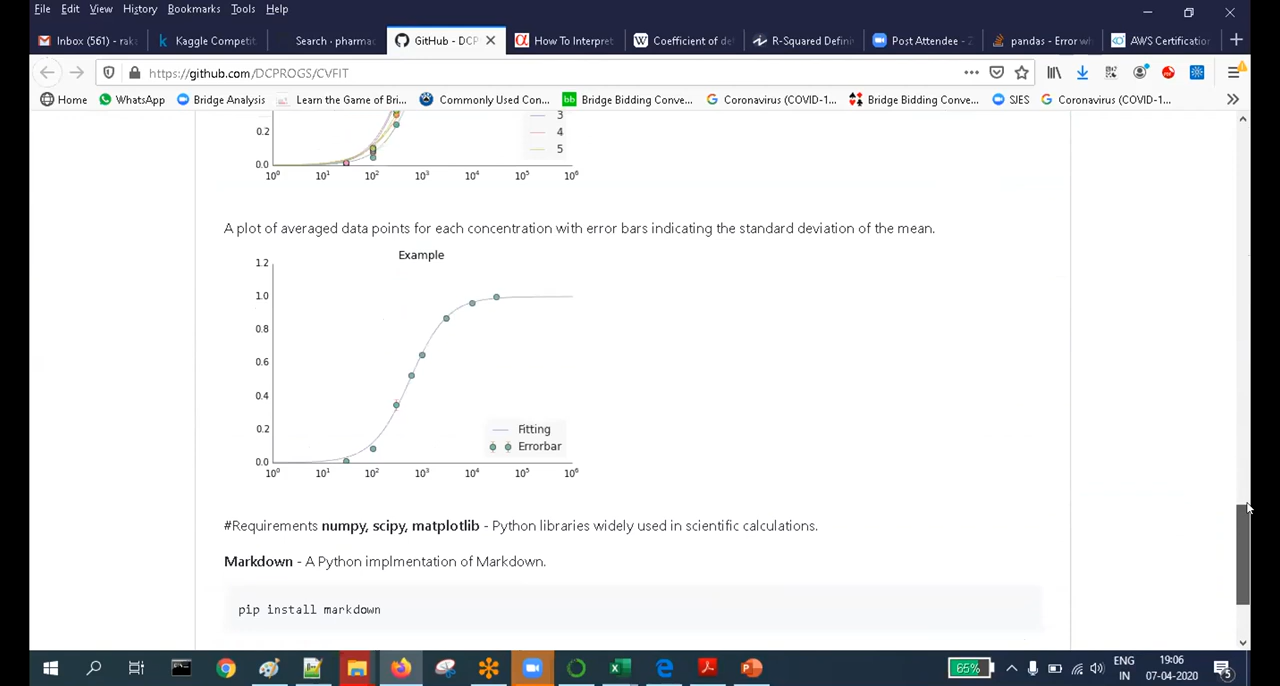 File Edit View History Bookmarks Tools Help
Inbox (561) - rak
Kaggle Competit
Search · pharmac
GitHub - DCP
How To Interpret
Coefficient of de
R-Squared Defini
Post Attendee - Z
pandas - Error wh
AWS Certification
https://github.com/DCPROGS/CVFIT
Home WhatsApp Bridge Analysis Learn the Game of Bri... Commonly Used Con... Bridge Bidding Conve... Coronavirus (COVID-1... Bridge Bidding Conve... SJES Coronavirus (COVID-1...
0.2
0.0
10⁰ 10¹ 10² 10³ 10⁴ 10⁵ 10⁶
3
4
5
A plot of averaged data points for each concentration with error bars indicating the standard deviation of the mean.
Example
1.2
1.0
0.8
0.6
0.4
0.2
0.0
10⁰ 10¹ 10² 10³ 10⁴ 10⁵ 10⁶
Fitting
Errorbar
#Requirements numpy, scipy, matplotlib - Python libraries widely used in scientific calculations.
Markdown - A Python implmentation of Markdown.
pip install markdown
65%
ENG
IN
19:06
07-04-2020
5